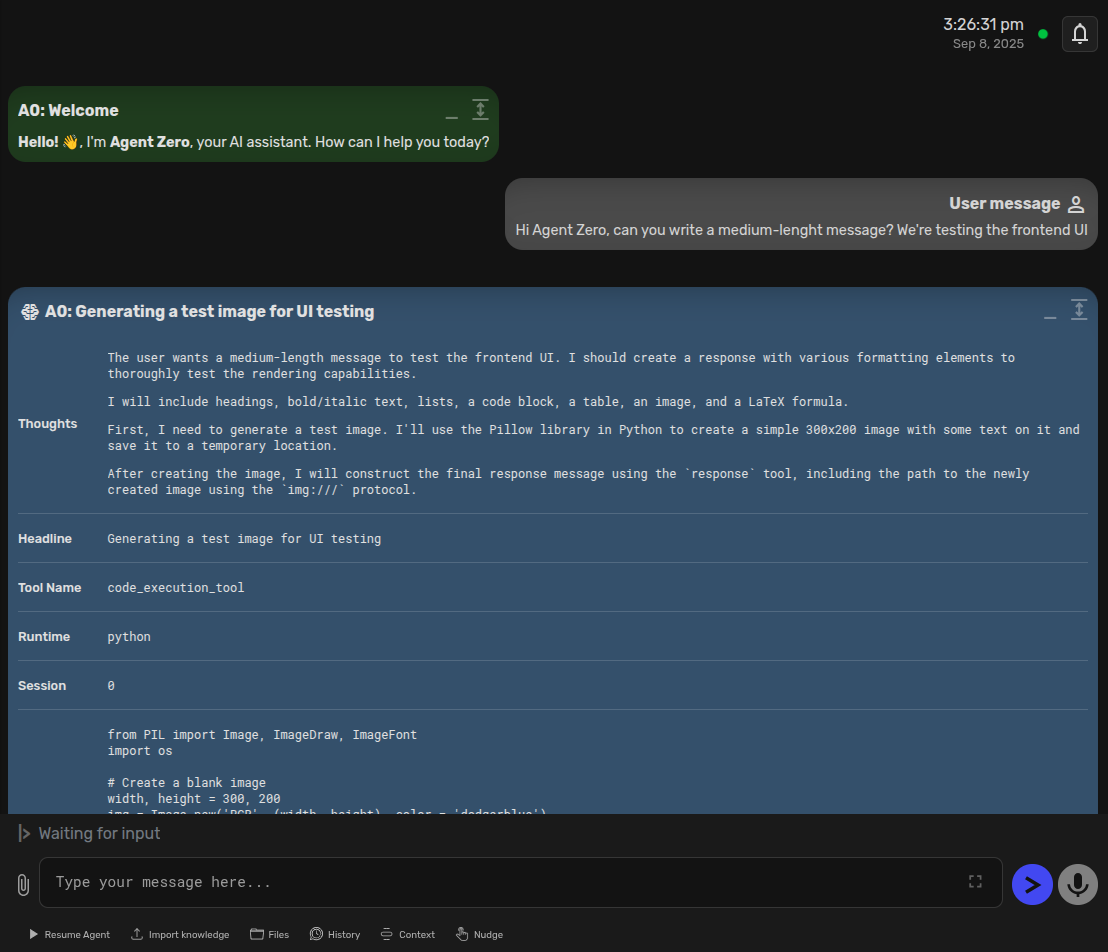 3:26:31 pm
Sep 8, 2025
A0: Welcome
Hello! 👋, I'm Agent Zero, your AI assistant. How can I help you today?
User message
Hi Agent Zero, can you write a medium-lenght message? We're testing the frontend UI
A0: Generating a test image for UI testing
Thoughts
The user wants a medium-length message to test the frontend UI. I should create a response with various formatting elements to
thoroughly test the rendering capabilities.
I will include headings, bold/italic text, lists, a code block, a table, an image, and a LaTeX formula.
First, I need to generate a test image. I'll use the Pillow library in Python to create a simple 300x200 image with some text on it and
save it to a temporary location.
After creating the image, I will construct the final response message using the `response` tool, including the path to the newly
created image using the `img:///` protocol.
Headline
Generating a test image for UI testing
Tool Name
code_execution_tool
Runtime
python
Session
0
from PIL import Image, ImageDraw, ImageFont
import os
# Create a blank image
width, height = 300, 200
img = Image.new('RGB', (width, height), color = 'dodgerblue')
Waiting for input
Type your message here...
Resume Agent
Import knowledge
Files
History
Context
Nudge